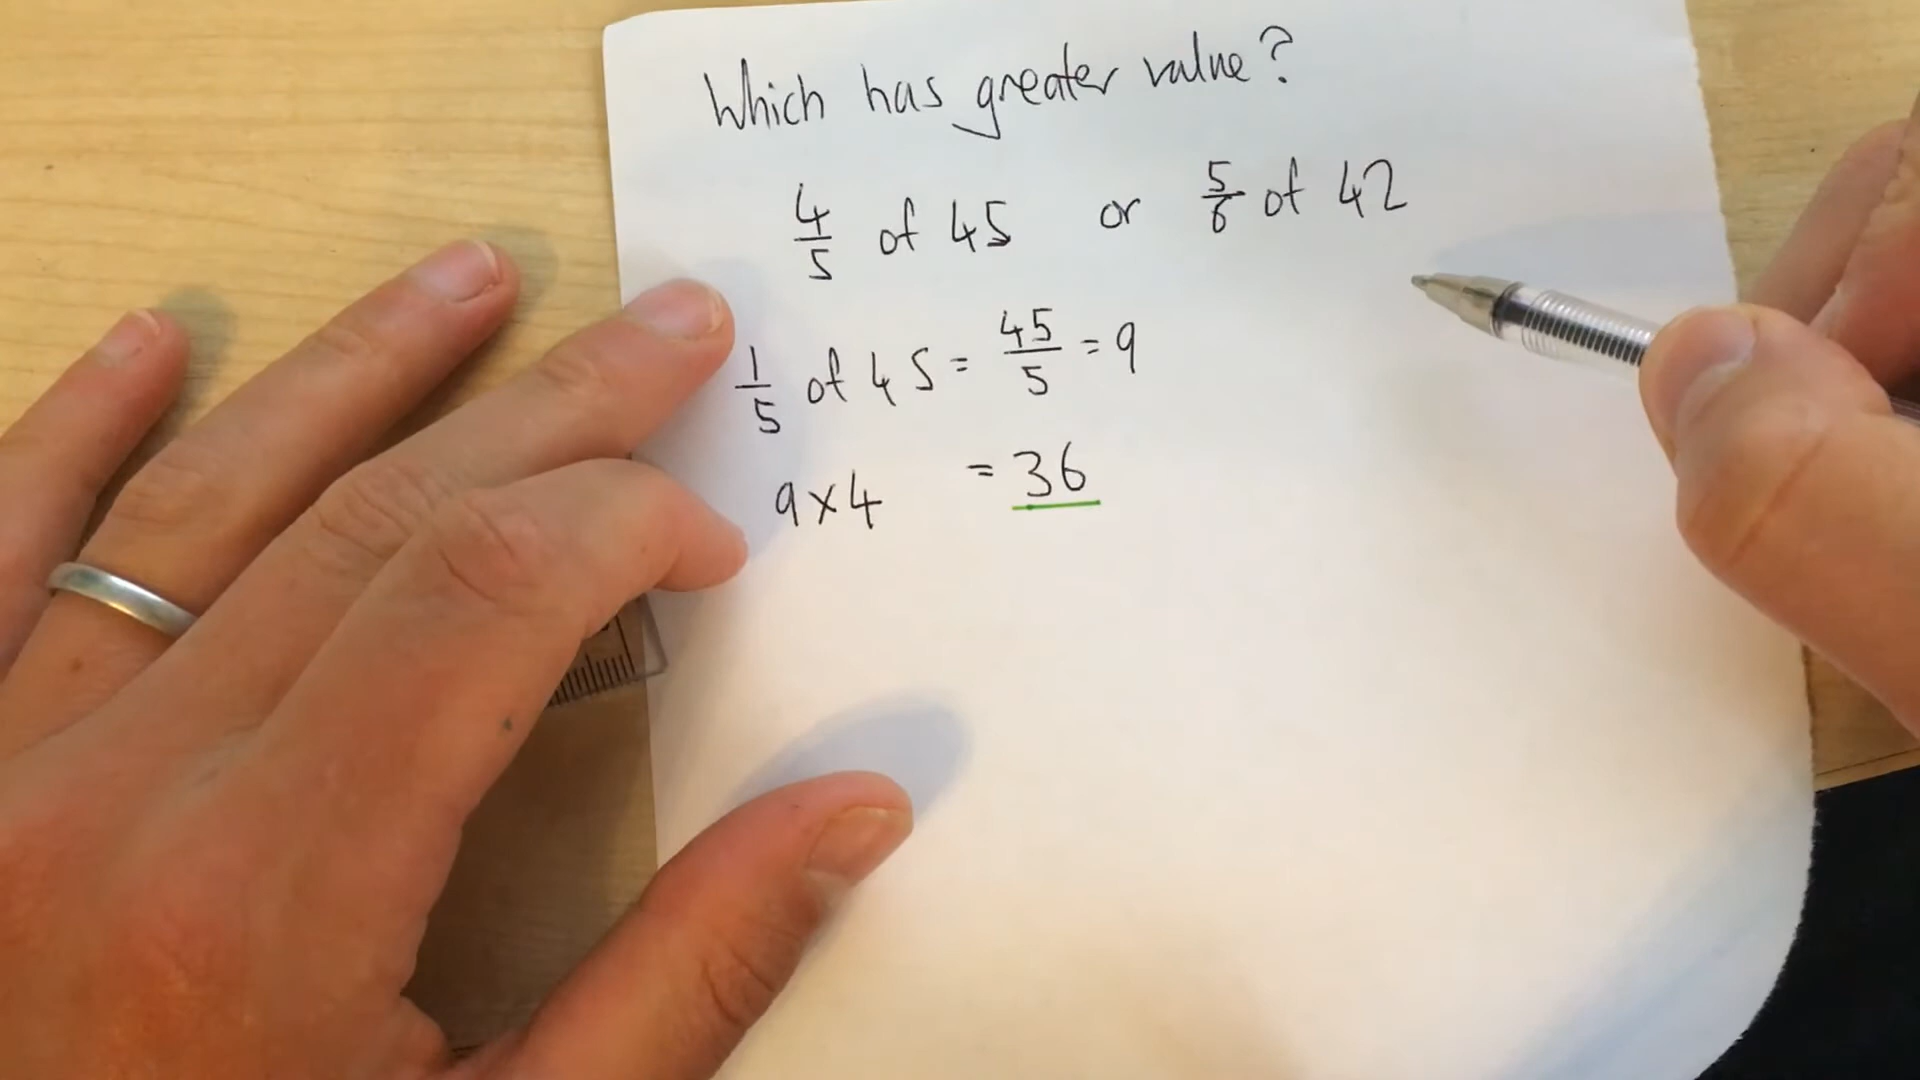 Which has greater value?
4/5 of 45 or 5/6 of 42
1/5 of 45 = 45/5 = 9
9x4 = 36